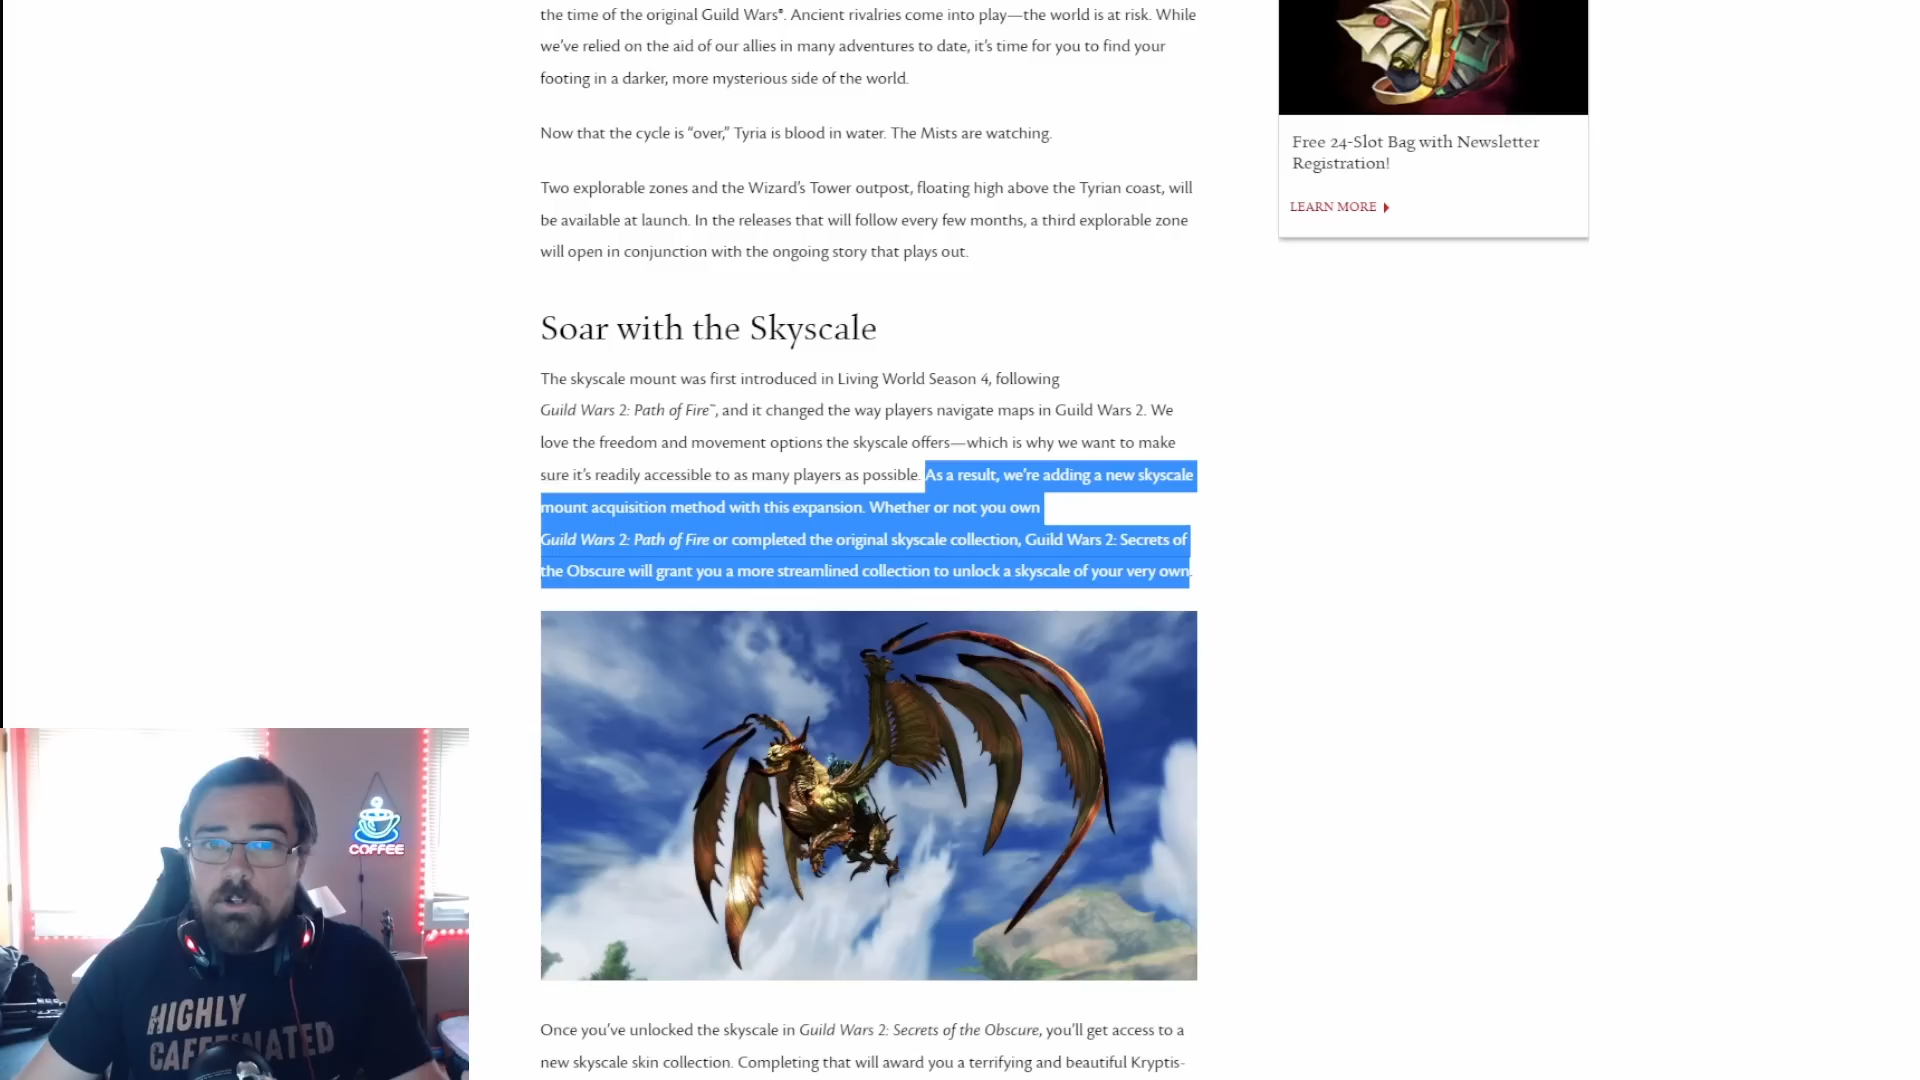 the time of the original Guild Wars®. Ancient rivalries come into play—the world is at risk. While
we’ve relied on the aid of our allies in many adventures to date, it’s time for you to find your
footing in a darker, more mysterious side of the world.
Now that the cycle is “over,” Tyria is blood in water. The Mists are watching.
Two explorable zones and the Wizard’s Tower outpost, floating high above the Tyrian coast, will
be available at launch. In the releases that will follow every few months, a third explorable zone
will open in conjunction with the ongoing story that plays out.
Soar with the Skyscale
The skyscale mount was first introduced in Living World Season 4, following
Guild Wars 2: Path of Fire™, and it changed the way players navigate maps in Guild Wars 2. We
love the freedom and movement options the skyscale offers—which is why we want to make
sure it’s readily accessible to as many players as possible. As a result, we’re adding a new skyscale
mount acquisition method with this expansion. Whether or not you own
Guild Wars 2: Path of Fire or completed the original skyscale collection, Guild Wars 2: Secrets of
the Obscure will grant you a more streamlined collection to unlock a skyscale of your very own.
Once you’ve unlocked the skyscale in Guild Wars 2: Secrets of the Obscure, you’ll get access to a
new skyscale skin collection. Completing that will award you a terrifying and beautiful Kryptis-
Free 24-Slot Bag with Newsletter
Registration!
LEARN MORE
COFFEE
HIGHLY
CAFFEINATED